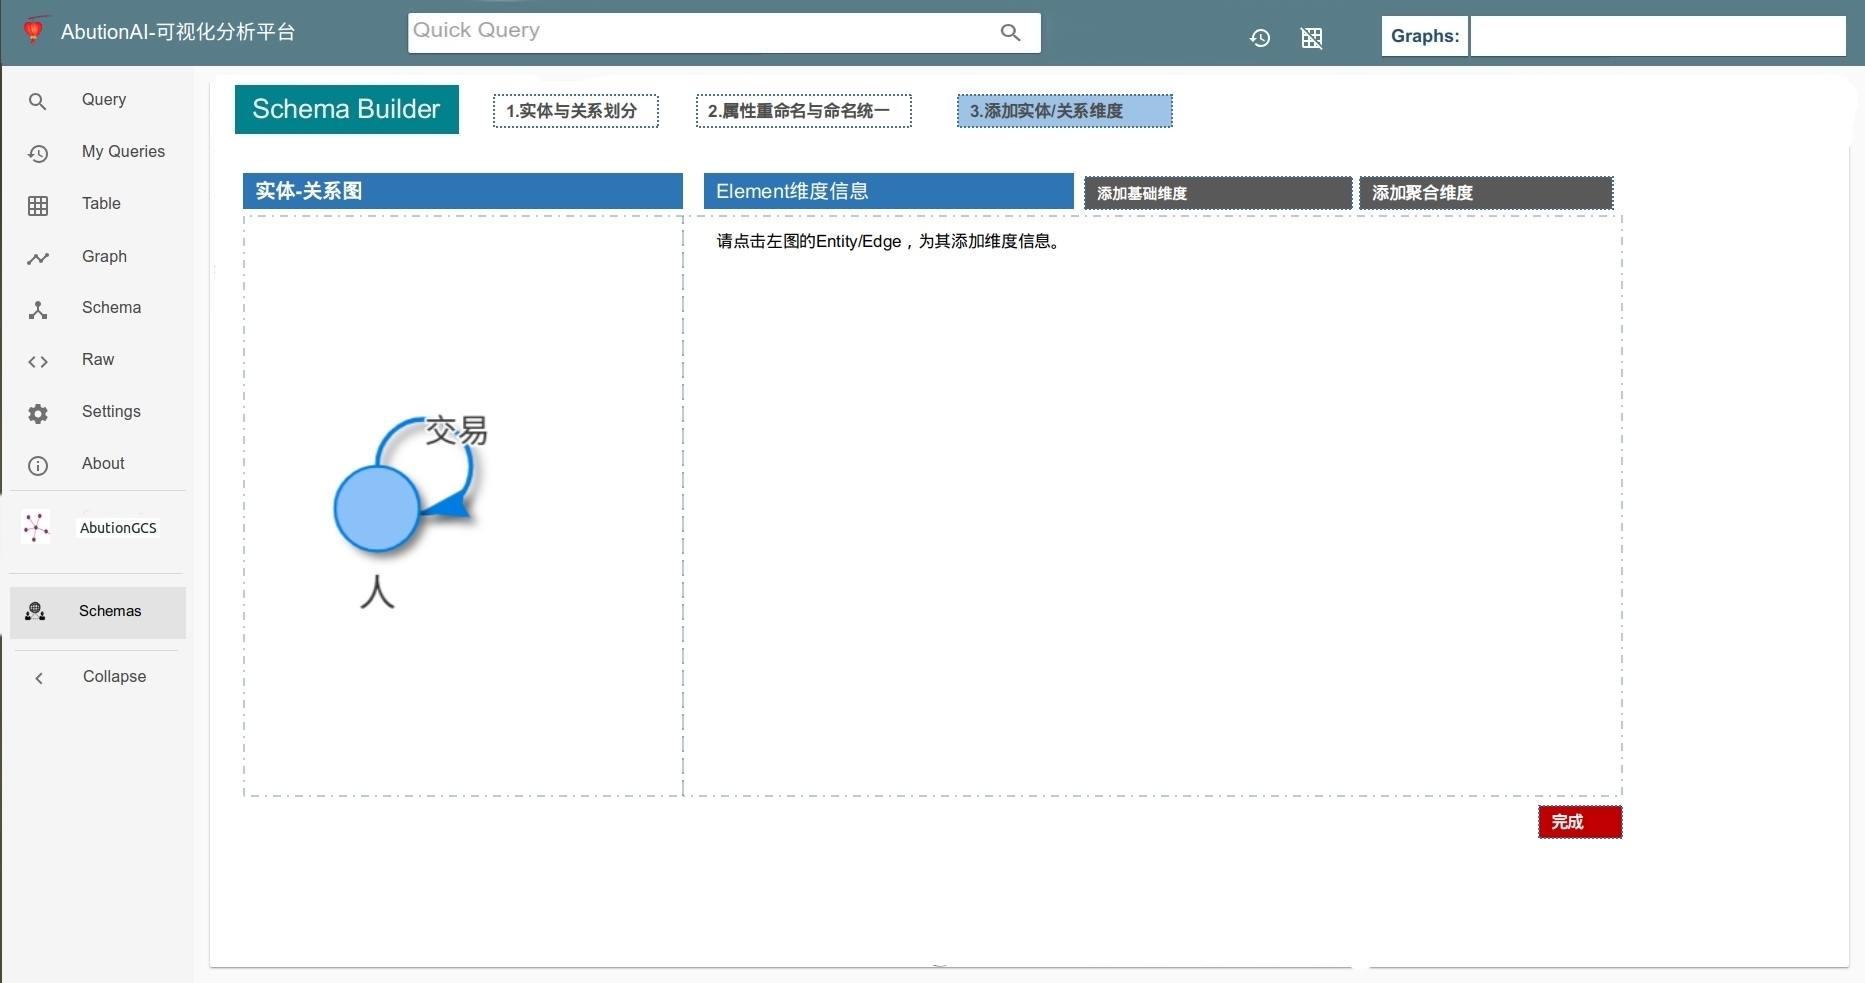 AbutionAI-可视化分析平台
Quick Query
Graphs:
Query
My Queries
Table
Graph
Schema
Raw
Settings
About
AbutionGCS
Schemas
Collapse
Schema Builder
1.实体与关系划分
2.属性重命名与命名统一
3.添加实体/关系维度
实体-关系图
Element维度信息
添加基础维度
添加聚合维度
请点击左图的Entity/Edge，为其添加维度信息。
交易
人
完成